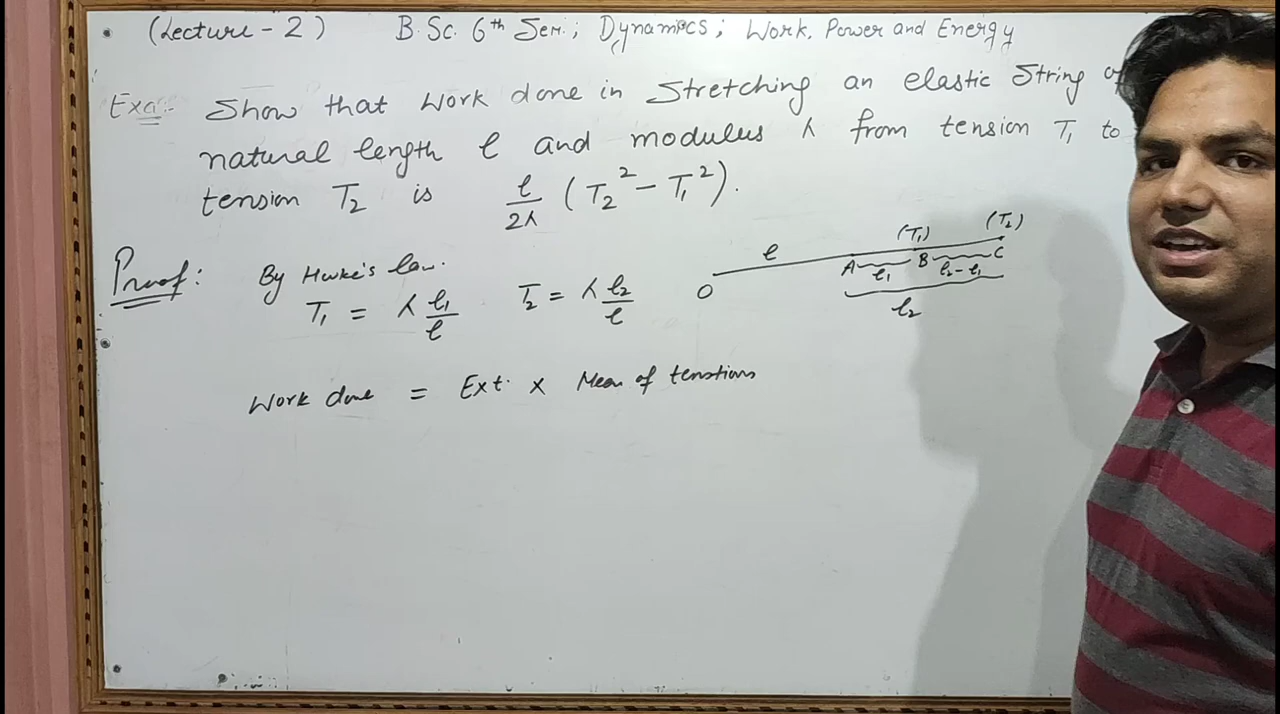 (Lecture - 2) B. Sc. 6th Sem.; Dynamics; Work, Power and Energy
Exa:- Show that work done in stretching an elastic string of
natural length l and modulus λ from tension T₁ to
tension T₂ is l/2λ (T₂² - T₁²).
Proof: By Hooke's law.
T₁ = λ l₁/l T₂ = λ l₂/l
O l A l₁ B l₂-l₁ C (T₁) (T₂)
l₂
Work done = Ext. × Mean of tensions